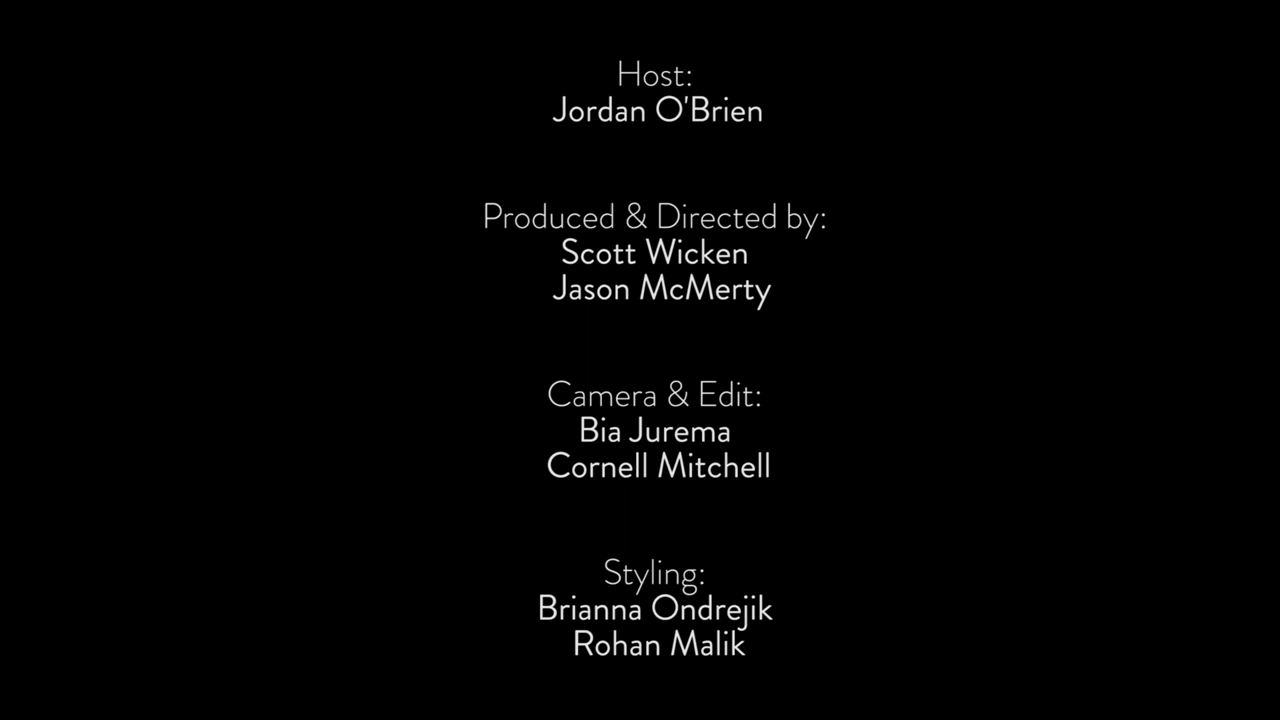 Host:
Jordan O'Brien
Produced & Directed by:
Scott Wicken
Jason McMerty
Camera & Edit:
Bia Jurema
Cornell Mitchell
Styling:
Brianna Ondrejik
Rohan Malik